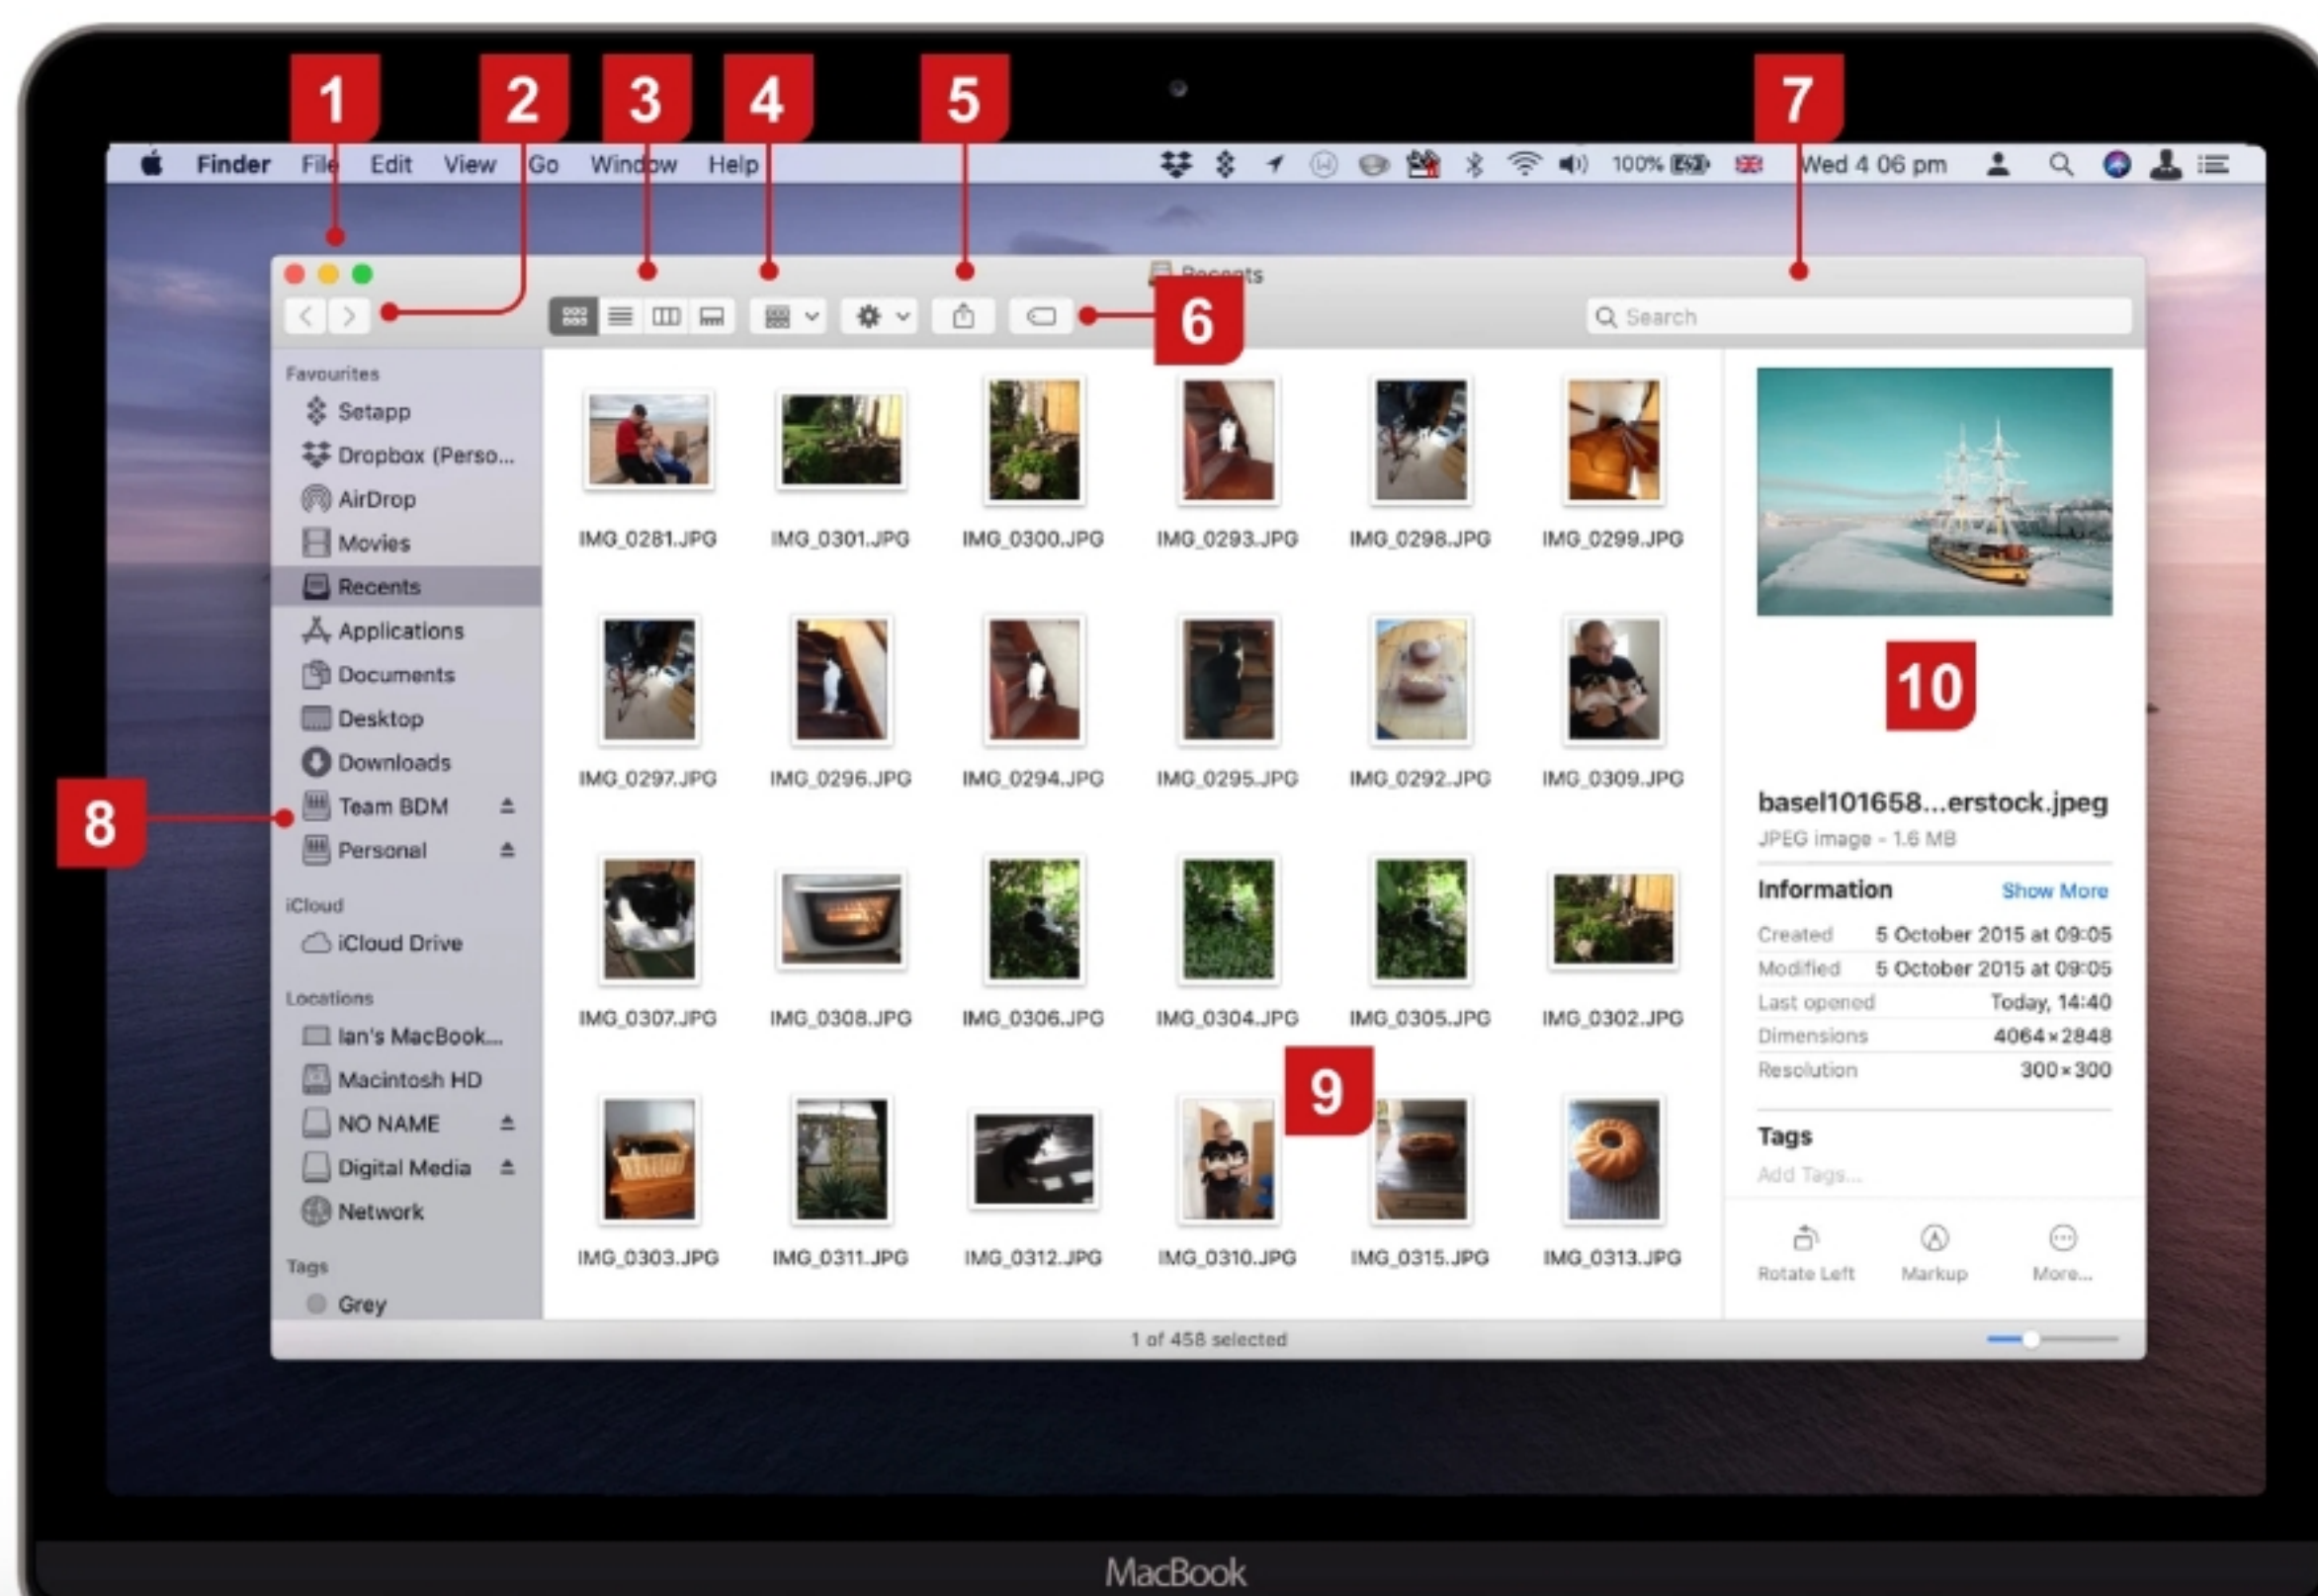 1 2 3 4 5 7
Finder File Edit View Go Window Help 100% Wed 4 06 pm
Recents
6
Search
Favourites
Setapp
Dropbox (Perso...
AirDrop
Movies
Recents
Applications
Documents
Desktop
Downloads
8
Team BDM
Personal
iCloud
iCloud Drive
Locations
Ian's MacBook...
Macintosh HD
NO NAME
Digital Media
Network
Tags
Grey
IMG_0281.JPG IMG_0301.JPG IMG_0300.JPG IMG_0293.JPG IMG_0298.JPG IMG_0299.JPG
IMG_0297.JPG IMG_0296.JPG IMG_0294.JPG IMG_0295.JPG IMG_0292.JPG IMG_0309.JPG
IMG_0307.JPG IMG_0308.JPG IMG_0306.JPG IMG_0304.JPG IMG_0305.JPG IMG_0302.JPG
9
IMG_0303.JPG IMG_0311.JPG IMG_0312.JPG IMG_0310.JPG IMG_0315.JPG IMG_0313.JPG
10
basel101658...erstock.jpeg
JPEG image - 1.6 MB
Information Show More
Created 5 October 2015 at 09:05
Modified 5 October 2015 at 09:05
Last opened Today, 14:40
Dimensions 4064×2848
Resolution 300×300
Tags
Add Tags...
Rotate Left Markup More...
1 of 458 selected
MacBook